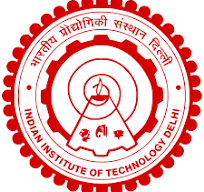 भारतीय प्रौद्योगिकी संस्थान दिल्ली
INDIAN INSTITUTE OF TECHNOLOGY DELHI